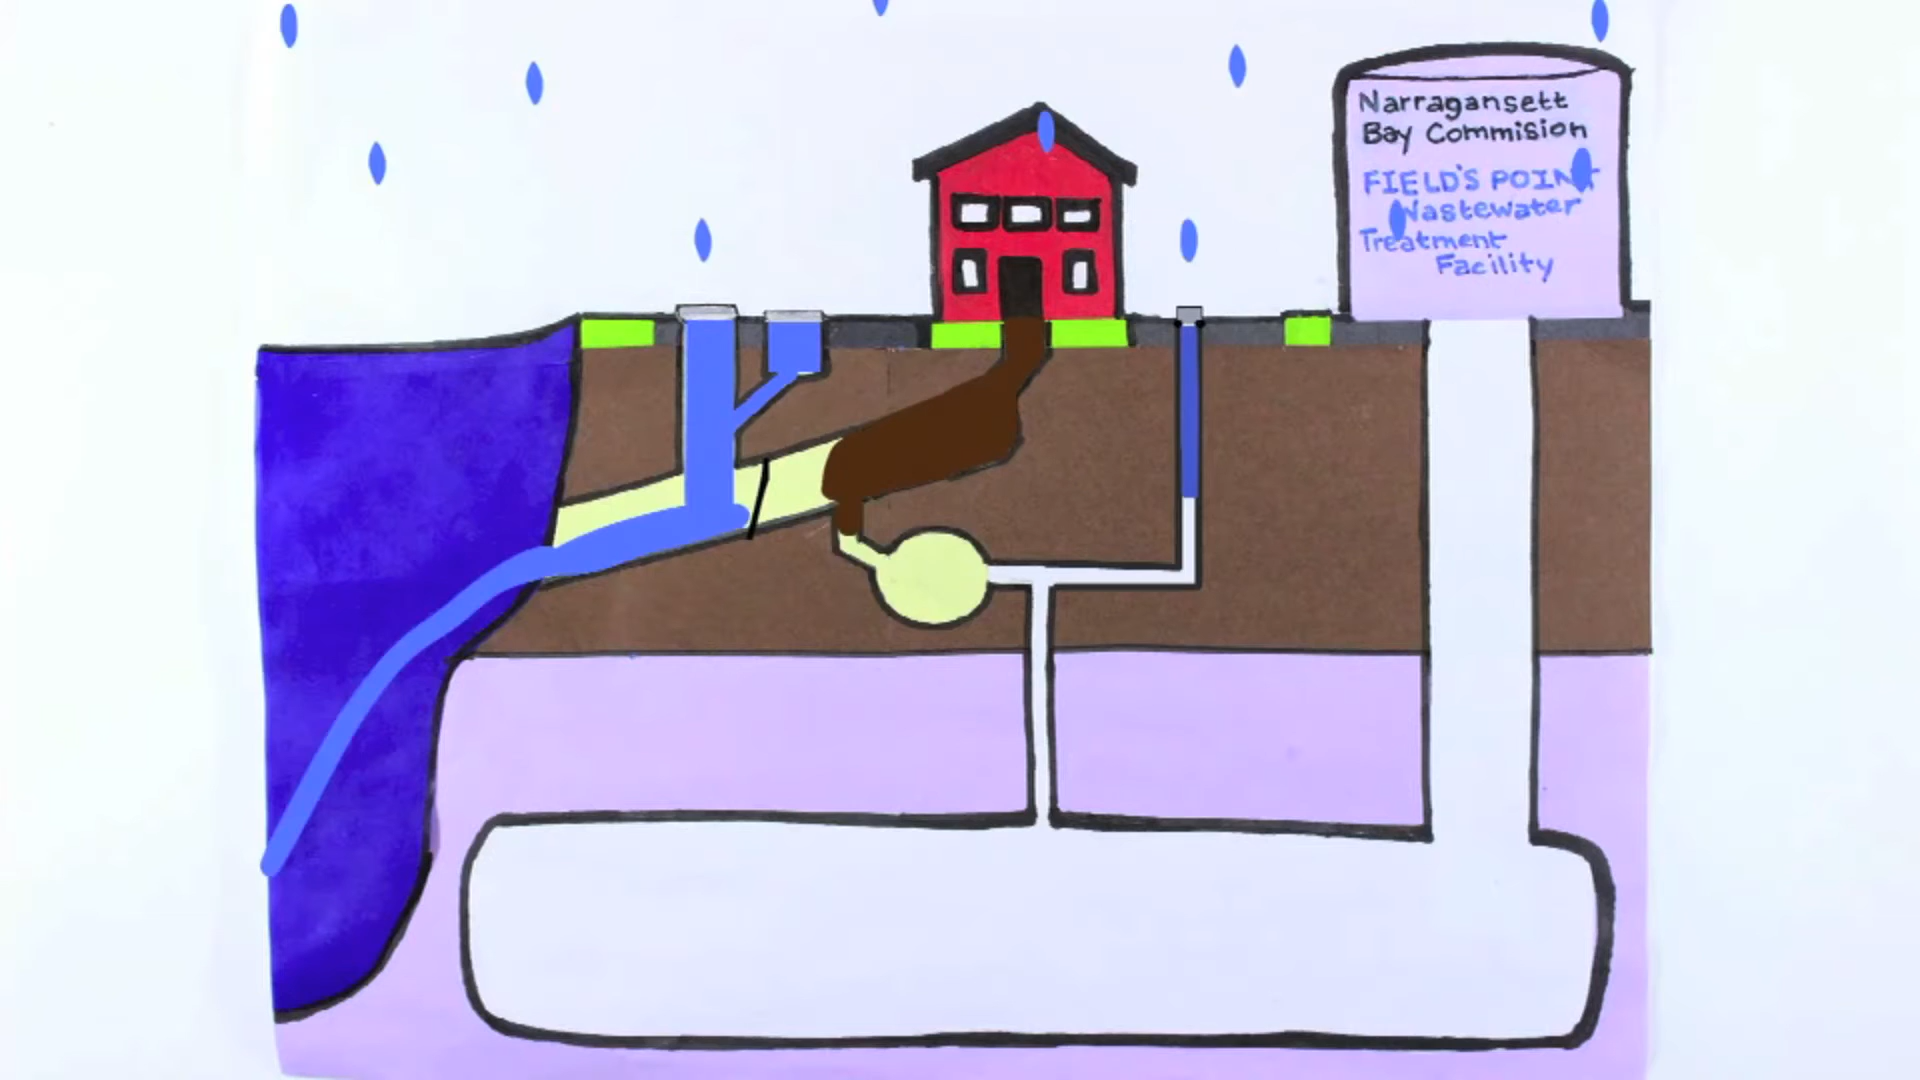 Narragansett
Bay Commision
FIELD'S POINT
Wastewater
Treatment
Facility